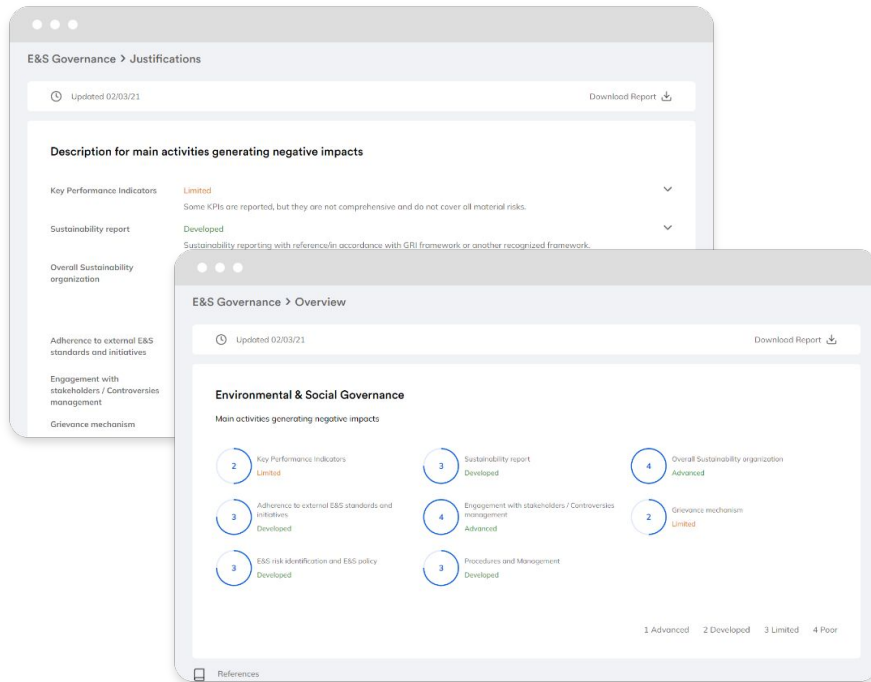 E&S Governance > Justifications
Updated 02/03/21
Download Report
Description for main activities generating negative impacts
Key Performance Indicators
Limited
Some KPIs are reported, but they are not comprehensive and do not cover all material risks.
Sustainability report
Developed
Sustainability reporting with reference/in accordance with GRI framework or another recognized framework.
Overall Sustainability
organization
Adherence to external E&S
standards and initiatives
Engagement with
stakeholders / Controversies
management
Grievance mechanism
E&S Governance > Overview
Updated 02/03/21
Download Report
Environmental & Social Governance
Main activities generating negative impacts
2
Key Performance Indicators
Limited
3
Sustainability report
Developed
4
Overall Sustainability organization
Advanced
3
Adherence to external E&S standards and
initiatives
Developed
4
Engagement with stakeholders / Controversies
management
Advanced
2
Grievance mechanism
Limited
3
E&S risk identification and E&S policy
Developed
3
Procedures and Management
Developed
1 Advanced 2 Developed 3 Limited 4 Poor
References